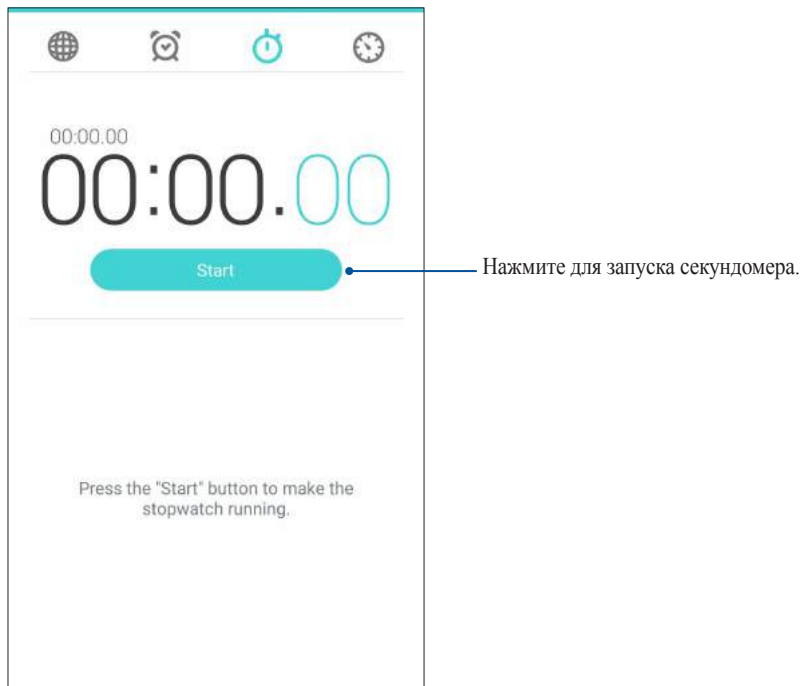 00:00.00
00:00.00
Start
Нажмите для запуска секундомера.
Press the "Start" button to make the
stopwatch running.